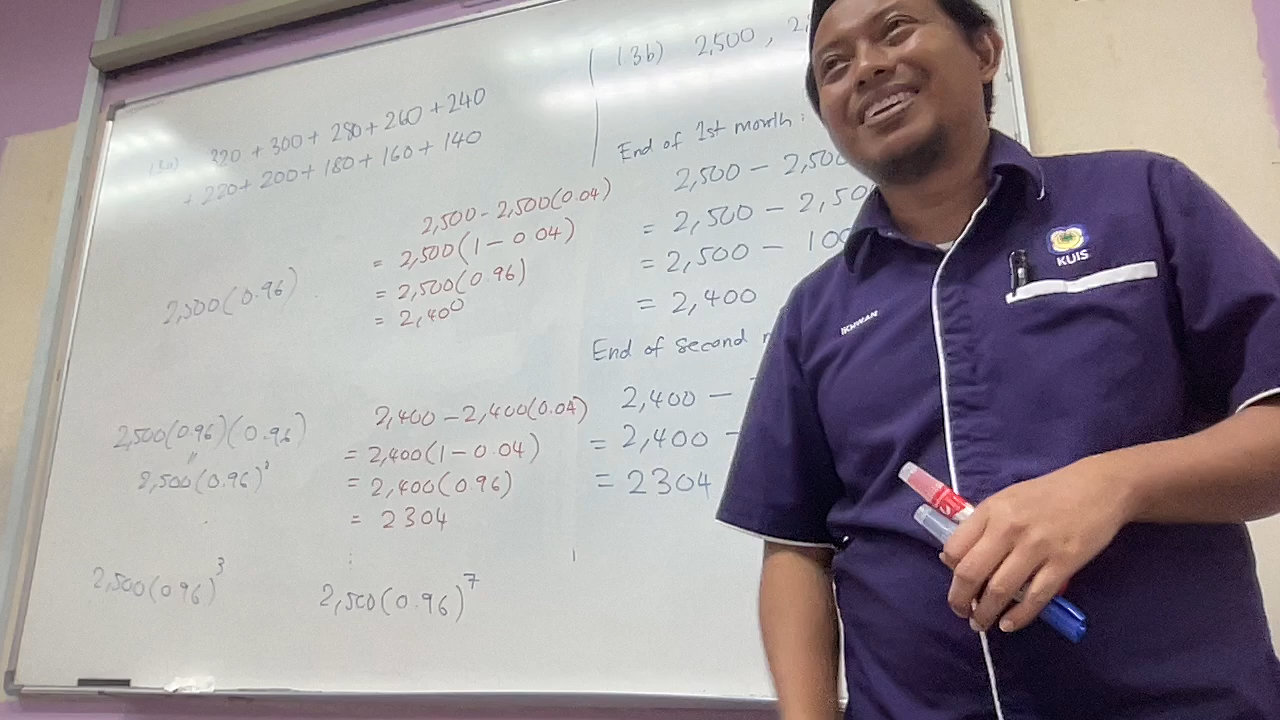 13a) 320 + 300 + 280 + 260 + 240
+ 220 + 200 + 180 + 160 + 140
2,500 - 2,500(0.04)
= 2,500(1 - 0.04)
= 2,500(0.96)
= 2,400
2,500(0.96)
2,400 - 2,400(0.04)
= 2,400(1 - 0.04)
= 2,400(0.96)
= 2304
2,500(0.96)(0.96)
"
2,500(0.96)²
2,500(0.96)³
2,500(0.96)⁷
13b) 2,500 , 2,
End of 1st month :
2,500 - 2,500
= 2,500 - 2,50
= 2,500 - 100
= 2,400
End of second
2,400 -
= 2,400 -
= 2304
KUIS
IKHWAN